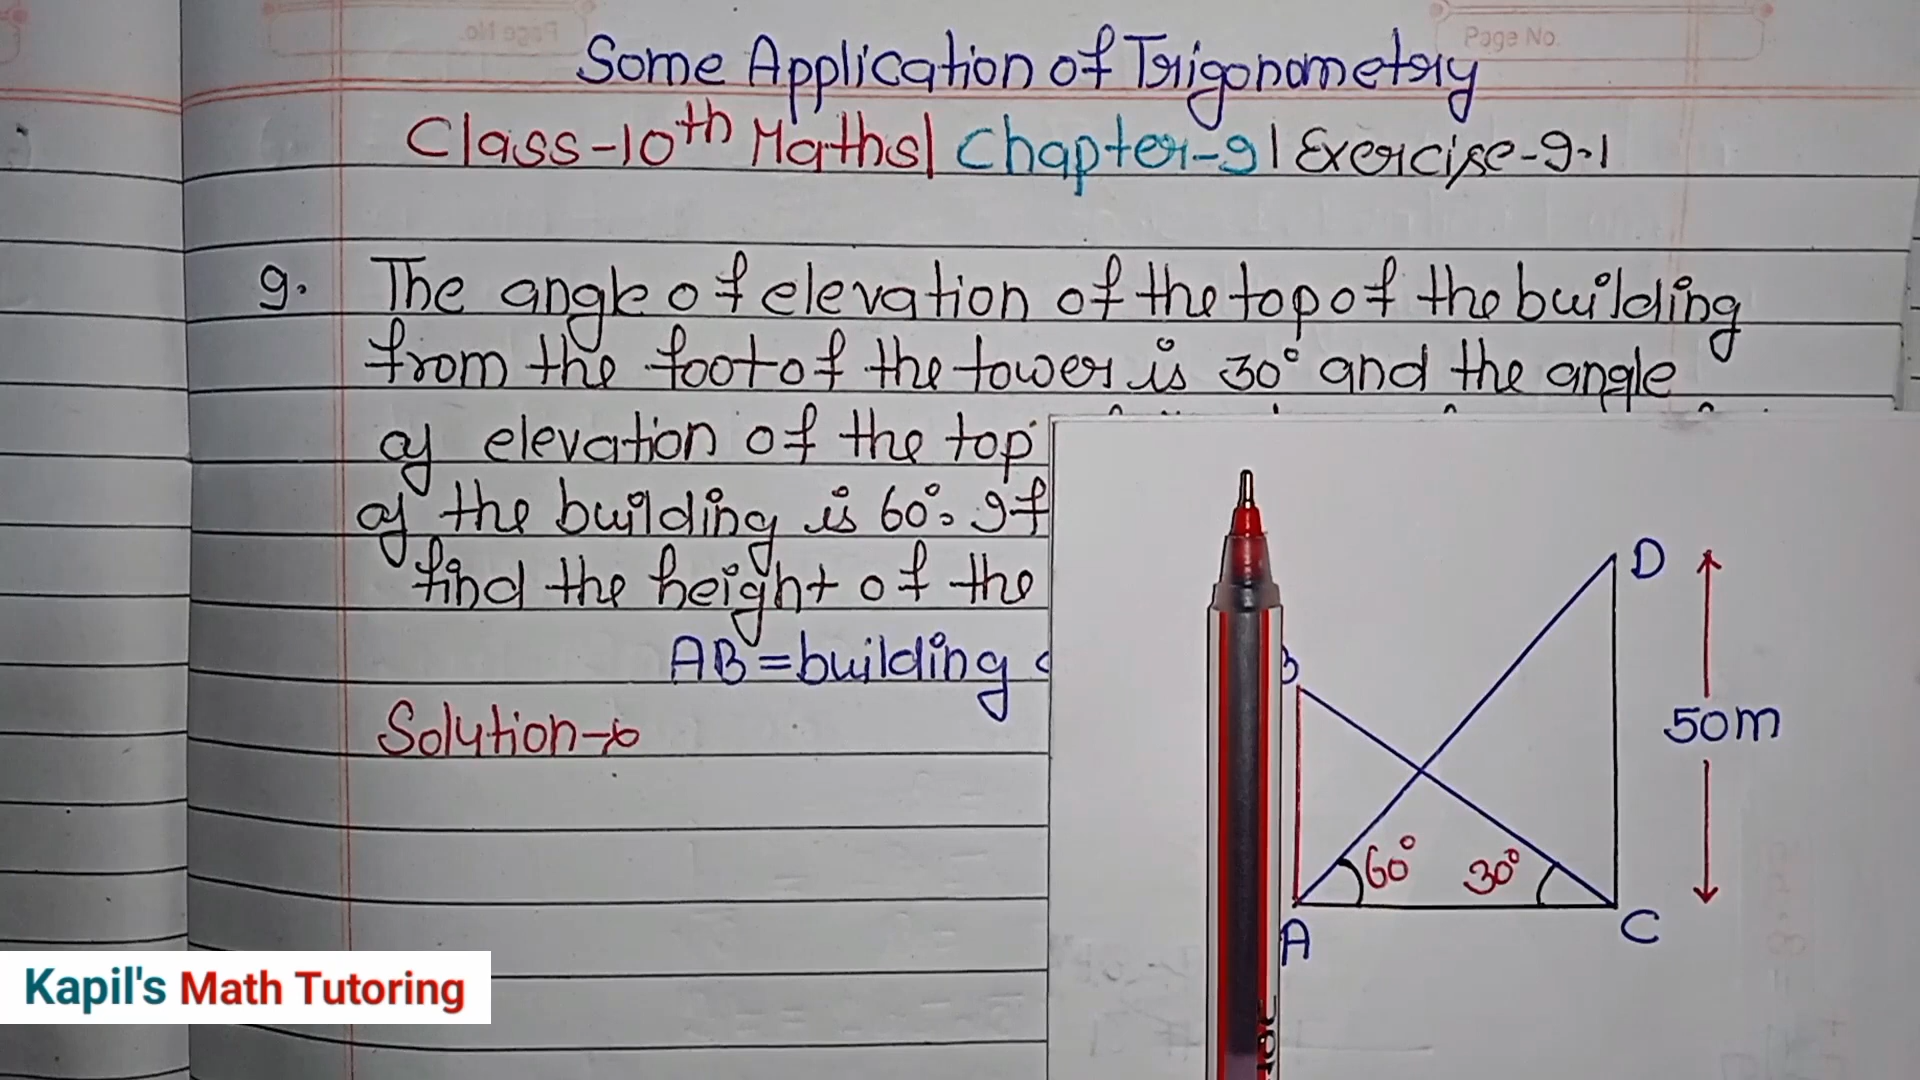 Page No.
Page No.
Some Application of Trigonometry
Class-10th Maths| Chapter-9| Exercise-9.1
9. The angle of elevation of the top of the building
from the foot of the tower is 30° and the angle
of elevation of the top
of the building is 60°. If
find the height of the
AB=building
Solution→
B
D
50m
60° 30°
A
C
Kapil's Math Tutoring